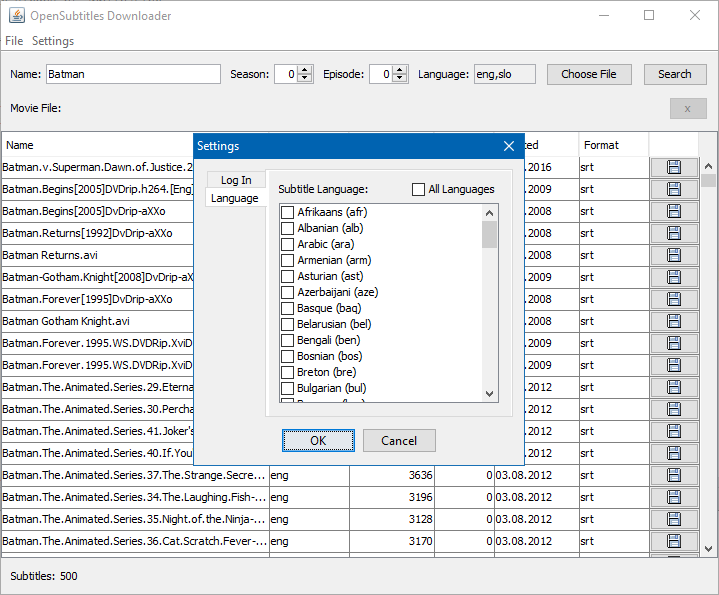 OpenSubtitles Downloader
File Settings
Name: Batman Season: 0 Episode: 0 Language: eng,slo Choose File Search
Movie File: x
Name Format
Batman.v.Superman.Dawn.of.Justice.2 .2016 srt
Batman.Begins[2005]DVDrip.h264.[Eng] .2009 srt
Batman.Begins[2005]DvDrip-aXXo .2008 srt
Batman.Returns[1992]DvDrip-aXXo .2008 srt
Batman Returns.avi .2008 srt
Batman-Gotham.Knight[2008]DvDrip-aX .2009 srt
Batman.Forever[1995]DvDrip-aXXo .2008 srt
Batman Gotham Knight.avi .2008 srt
Batman.Forever.1995.WS.DVDRip.XviD .2009 srt
Batman.Forever.1995.WS.DVDRip.XviD .2009 srt
Batman.The.Animated.Series.29.Eterna .2012 srt
Batman.The.Animated.Series.30.Percha .2012 srt
Batman.The.Animated.Series.41.Joker's .2012 srt
Batman.The.Animated.Series.40.If.You .2012 srt
Batman.The.Animated.Series.37.The.Strange.Secre... eng 3636 0 03.08.2012 srt
Batman.The.Animated.Series.34.The.Laughing.Fish-... eng 3196 0 03.08.2012 srt
Batman.The.Animated.Series.35.Night.of.the.Ninja-... eng 3128 0 03.08.2012 srt
Batman.The.Animated.Series.36.Cat.Scratch.Fever-... eng 3170 0 03.08.2012 srt
Subtitles: 500
Settings
Log In
Language
Subtitle Language: All Languages
Afrikaans (afr)
Albanian (alb)
Arabic (ara)
Armenian (arm)
Asturian (ast)
Azerbaijani (aze)
Basque (baq)
Belarusian (bel)
Bengali (ben)
Bosnian (bos)
Breton (bre)
Bulgarian (bul)
OK Cancel